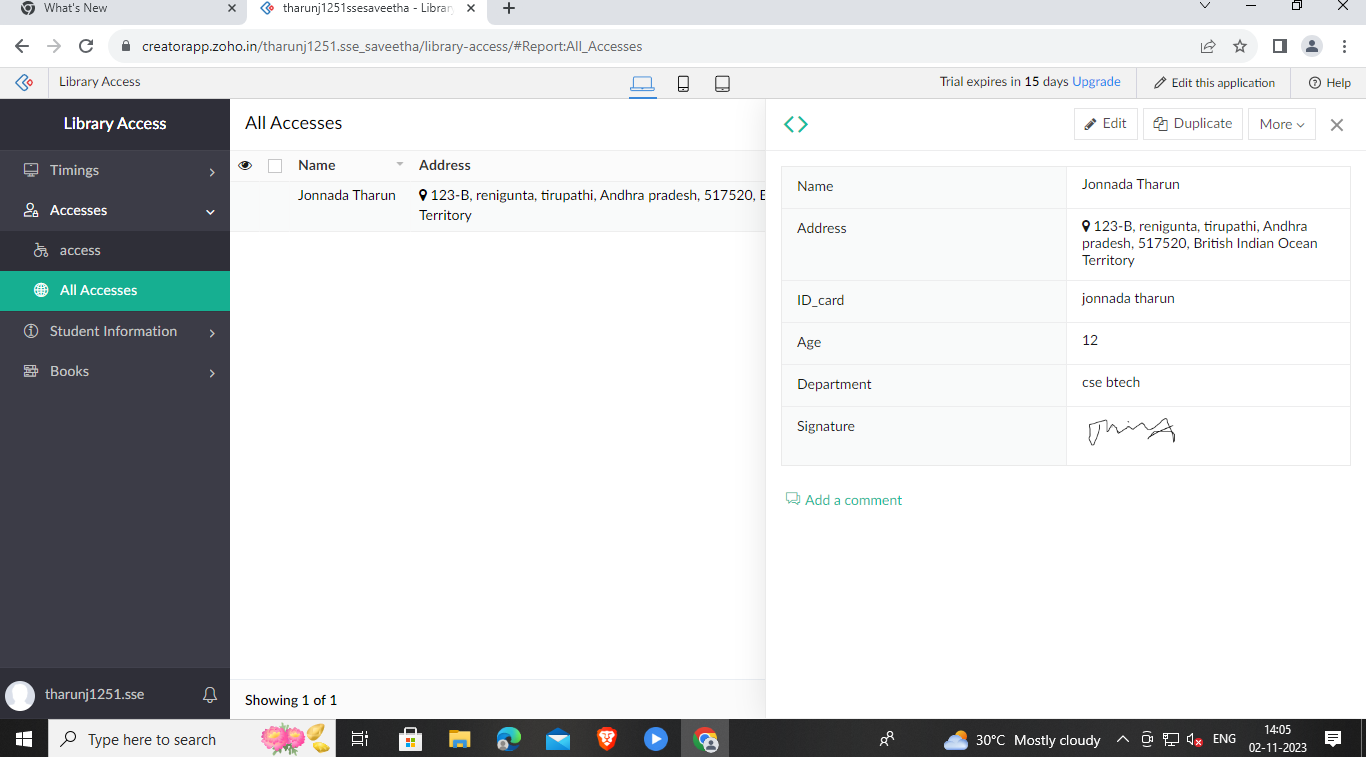 What's New
tharunj1251ssesaveetha - Librar
creatorapp.zoho.in/tharunj1251.sse_saveetha/library-access/#Report:All_Accesses
Library Access
Trial expires in 15 days Upgrade
Edit this application
Help
Library Access
Timings
Accesses
access
All Accesses
Student Information
Books
tharunj1251.sse
All Accesses
Name Address
Jonnada Tharun 123-B, renigunta, tirupathi, Andhra pradesh, 517520, B
Territory
Showing 1 of 1
Edit Duplicate More
Name Jonnada Tharun
Address 123-B, renigunta, tirupathi, Andhra
pradesh, 517520, British Indian Ocean
Territory
ID_card jonnada tharun
Age 12
Department cse btech
Signature
Add a comment
Type here to search
30°C Mostly cloudy
ENG
14:05
02-11-2023